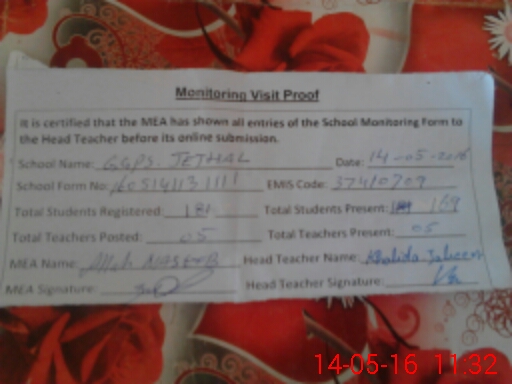 Monitoring Visit Proof
It is certified that the MEA has shown all entries of the School Monitoring Form to
the Head Teacher before its online submission.
School Name: GGPS. JETHAL Date: 14-05-2016
School Form No: EMIS Code: 37410709
Total Students Registered: 181 Total Students Present: 169
Total Teachers Posted: 05 Total Teachers Present: 05
MEA Name: Allah Head Teacher Name: Khalida
MEA Signature: Head Teacher Signature:
14-05-16 11:32